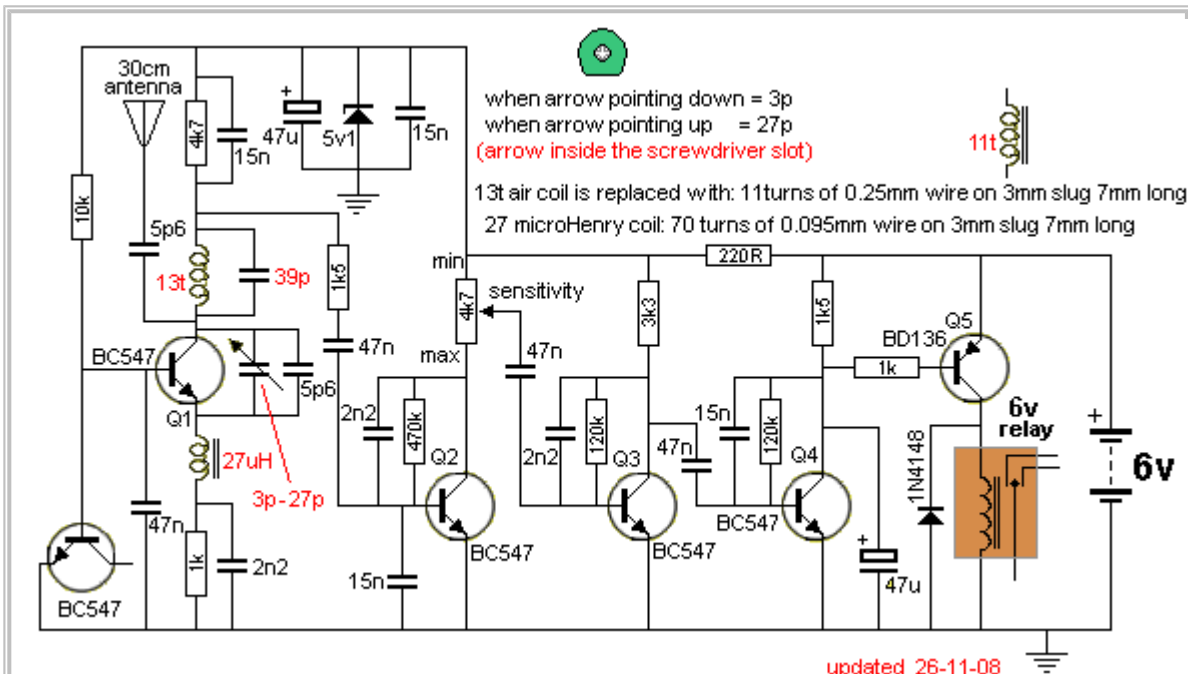 30cm
antenna
4k7
15n
+
47u
5v1
15n
when arrow pointing down = 3p
when arrow pointing up = 27p
(arrow inside the screwdriver slot)
11t
13t air coil is replaced with: 11turns of 0.25mm wire on 3mm slug 7mm long
27 microHenry coil: 70 turns of 0.095mm wire on 3mm slug 7mm long
10k
5p6
13t
39p
1k5
min
220R
4k7
sensitivity
3k3
1k5
Q5
BD136
BC547
47n
max
47n
1k
5p6
Q1
2n2
470k
15n
6v
relay
+
27uH
Q2
2n2
120k
Q3
47n
120k
Q4
1N4148
6v
3p-27p
47n
1k
2n2
BC547
BC547
BC547
+
15n
47u
BC547
updated 26-11-08